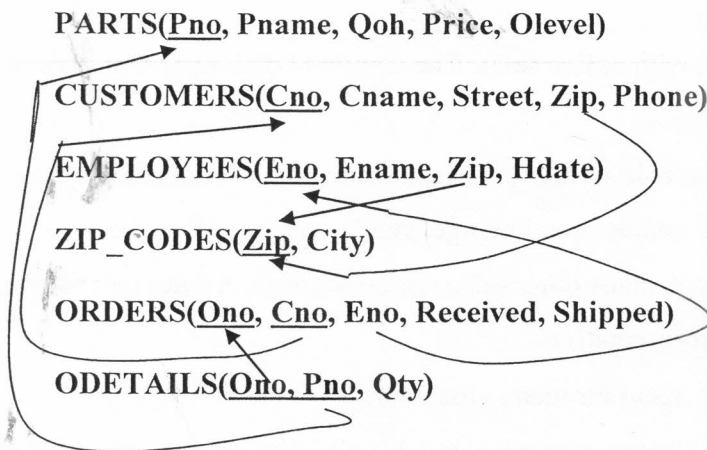 PARTS(Pno, Pname, Qoh, Price, Olevel)
CUSTOMERS(Cno, Cname, Street, Zip, Phone)
EMPLOYEES(Eno, Ename, Zip, Hdate)
ZIP_CODES(Zip, City)
ORDERS(Ono, Cno, Eno, Received, Shipped)
ODETAILS(Ono, Pno, Qty)